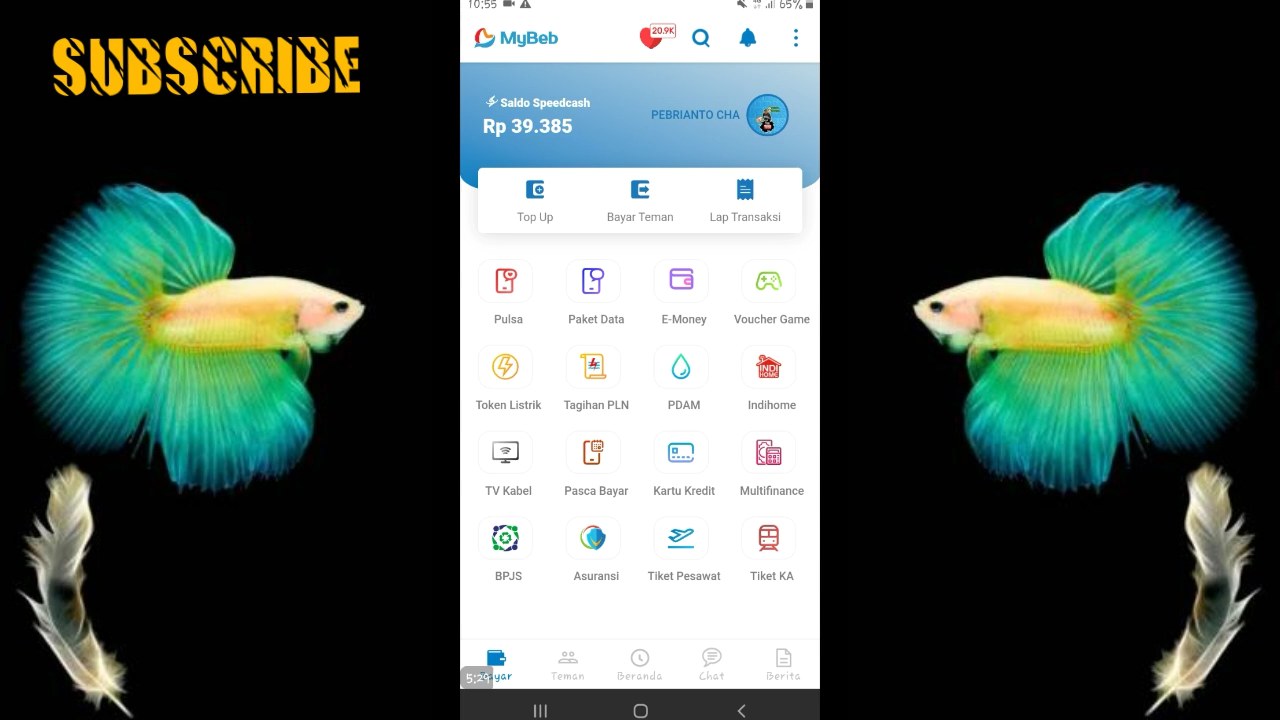 SUBSCRIBE
10:55
65%
MyBeb
20.9K
Saldo Speedcash
Rp 39.385
PEBRIANTO CHA
Top Up Bayar Teman Lap Transaksi
Pulsa Paket Data E-Money Voucher Game
INDI
HOME
Token Listrik Tagihan PLN PDAM Indihome
TV Kabel Pasca Bayar Kartu Kredit Multifinance
BPJS Asuransi Tiket Pesawat Tiket KA
Teman Beranda Chat Berita